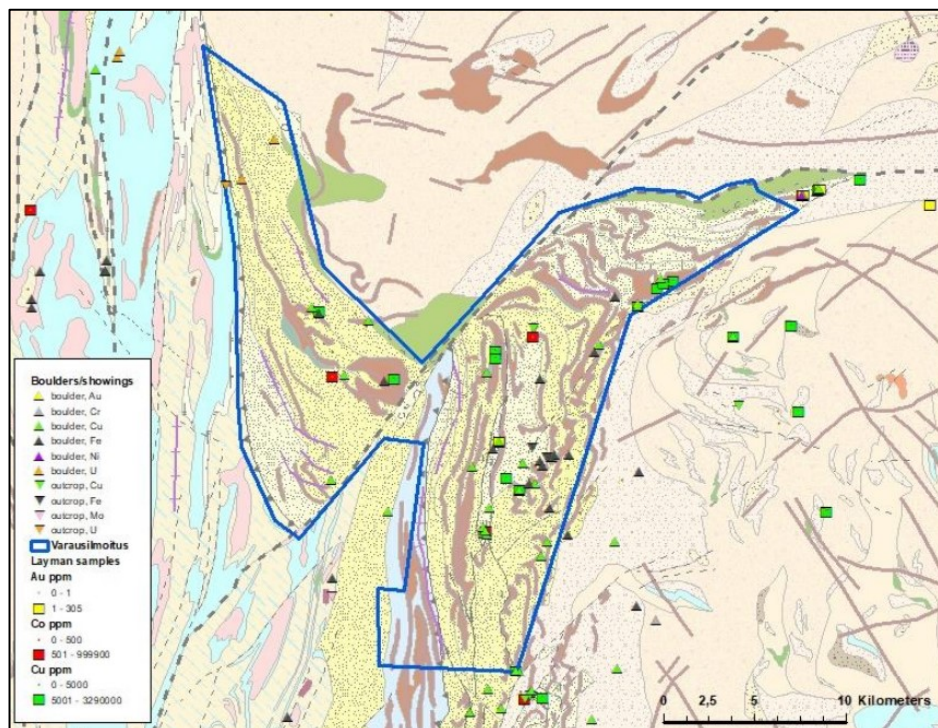 Boulders/showings
boulder, Au
boulder, Cr
boulder, Cu
boulder, Fe
boulder, Ni
boulder, U
outcrop, Cu
outcrop, Fe
outcrop, Mo
outcrop, U
Varausilmoitus
Layman samples
Au ppm
0 - 1
1 - 305
Co ppm
0 - 500
501 - 999900
Cu ppm
0 - 5000
5001 - 3290000
0 2,5 5 10 Kilometers